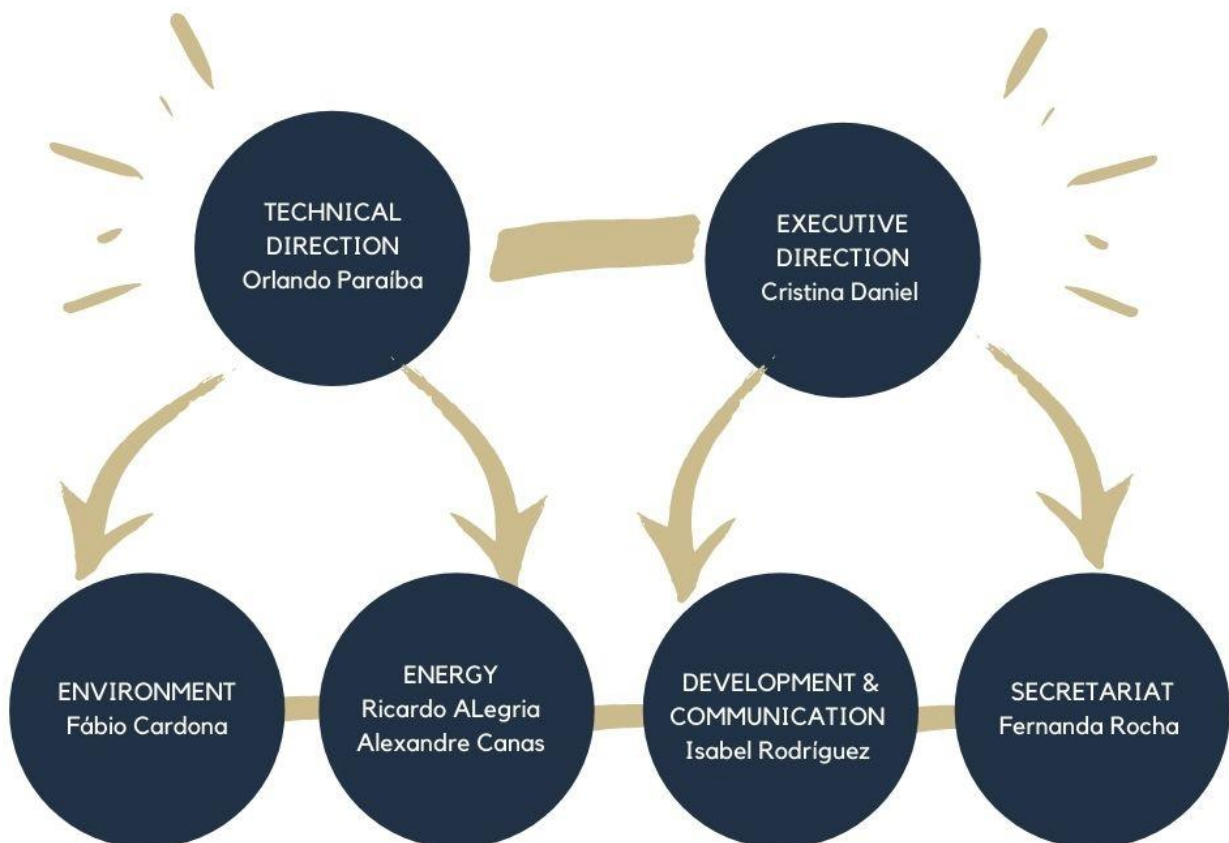 TECHNICAL
DIRECTION
Orlando Paraíba
EXECUTIVE
DIRECTION
Cristina Daniel
ENVIRONMENT
Fábio Cardona
ENERGY
Ricardo ALegria
Alexandre Canas
DEVELOPMENT &
COMMUNICATION
Isabel Rodríguez
SECRETARIAT
Fernanda Rocha